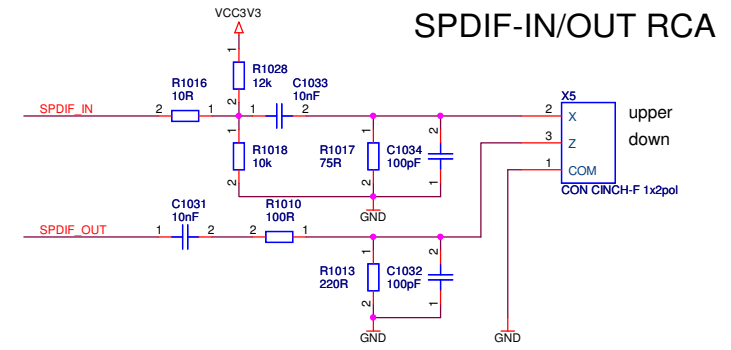 SPDIF-IN/OUT RCA
VCC3V3
1
R1028
12k
2
R1016
10R
SPDIF_IN
2
1
C1033
10nF
1
2
X5
2
X
upper
3
Z
down
1
COM
CON CINCH-F 1x2pol
1
R1018
10k
2
1
R1017
75R
2
2
C1034
100pF
1
GND
C1031
10nF
SPDIF_OUT
1
2
R1010
100R
2
1
1
R1013
220R
2
2
C1032
100pF
1
GND
GND